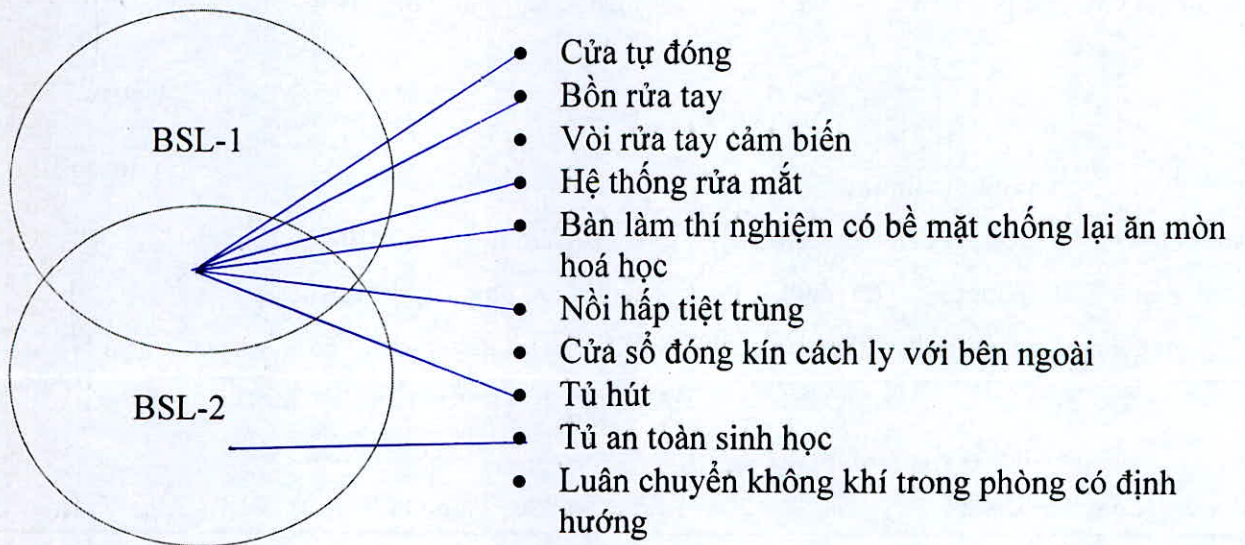 BSL-1
BSL-2
• Cửa tự đóng
• Bồn rửa tay
• Vòi rửa tay cảm biến
• Hệ thống rửa mắt
• Bàn làm thí nghiệm có bề mặt chống lại ăn mòn
hoá học
• Nồi hấp tiệt trùng
• Cửa sổ đóng kín cách ly với bên ngoài
• Tủ hút
• Tủ an toàn sinh học
• Luân chuyển không khí trong phòng có định
hướng